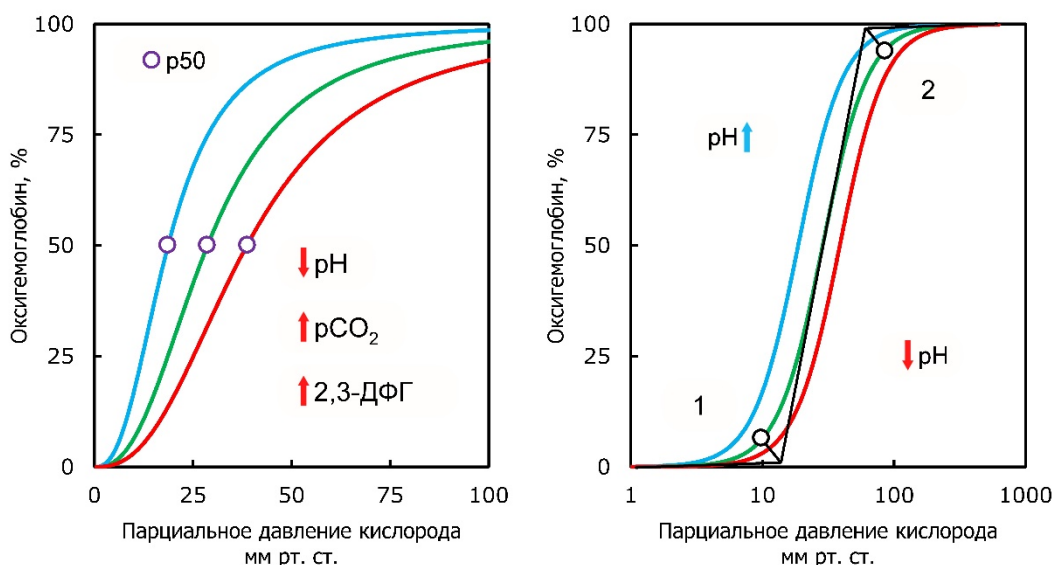 Оксигемоглобин, %
100
75
50
25
0
p50
pH
pCO₂
2,3-ДФГ
0 25 50 75 100
Парциальное давление кислорода
мм рт. ст.
Оксигемоглобин, %
100
75
50
25
0
pH
2
1
pH
1 10 100 1000
Парциальное давление кислорода
мм рт. ст.